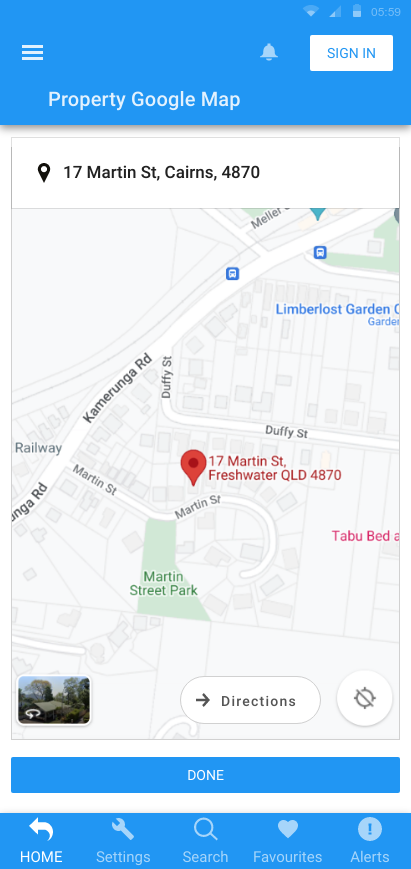 05:59
SIGN IN
Property Google Map
17 Martin St, Cairns, 4870
Meller
Limberlost Garden C
Garde
Kamerunga Rd
Duffy St
Duffy St
Railway
17 Martin St,
Freshwater QLD 4870
Martin St
Martin St
unga Rd
Tabu Bed a
Martin
Street Park
Directions
DONE
HOME
Settings
Search
Favourites
Alerts